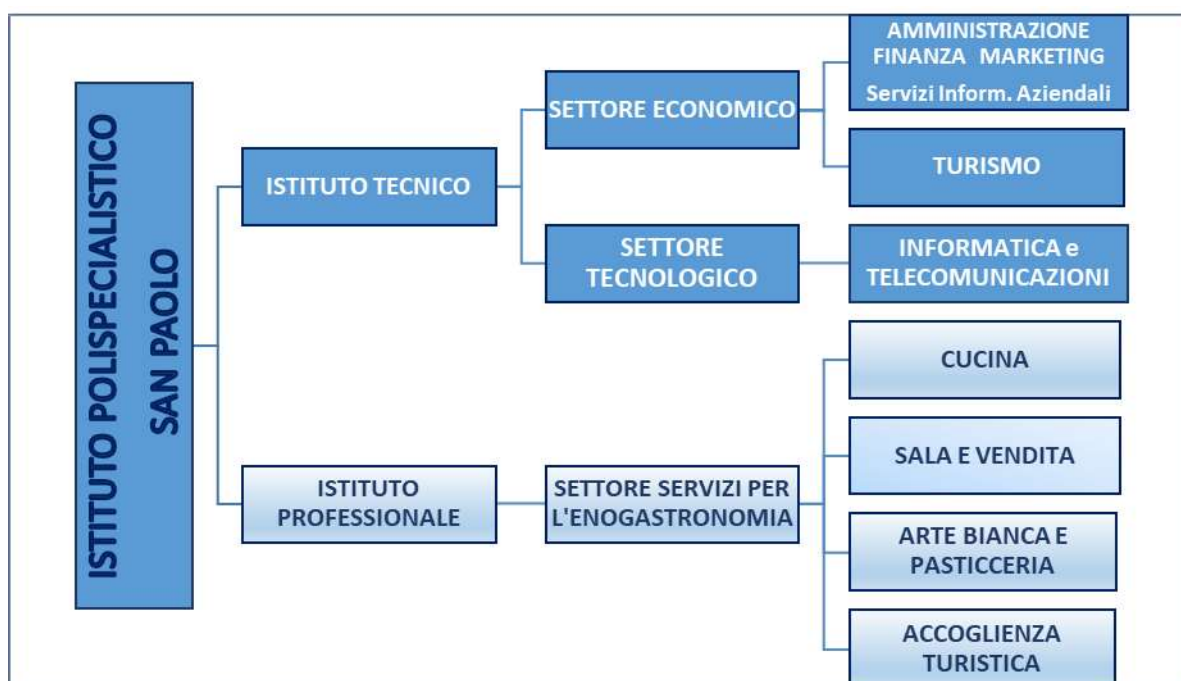 ISTITUTO POLISPECIALISTICO
SAN PAOLO
ISTITUTO TECNICO
SETTORE ECONOMICO
AMMINISTRAZIONE
FINANZA MARKETING
Servizi Inform. Aziendali
TURISMO
SETTORE
TECNOLOGICO
INFORMATICA e
TELECOMUNICAZIONI
ISTITUTO
PROFESSIONALE
SETTORE SERVIZI PER
L'ENOGASTRONOMIA
CUCINA
SALA E VENDITA
ARTE BIANCA E
PASTICCERIA
ACCOGLIENZA
TURISTICA